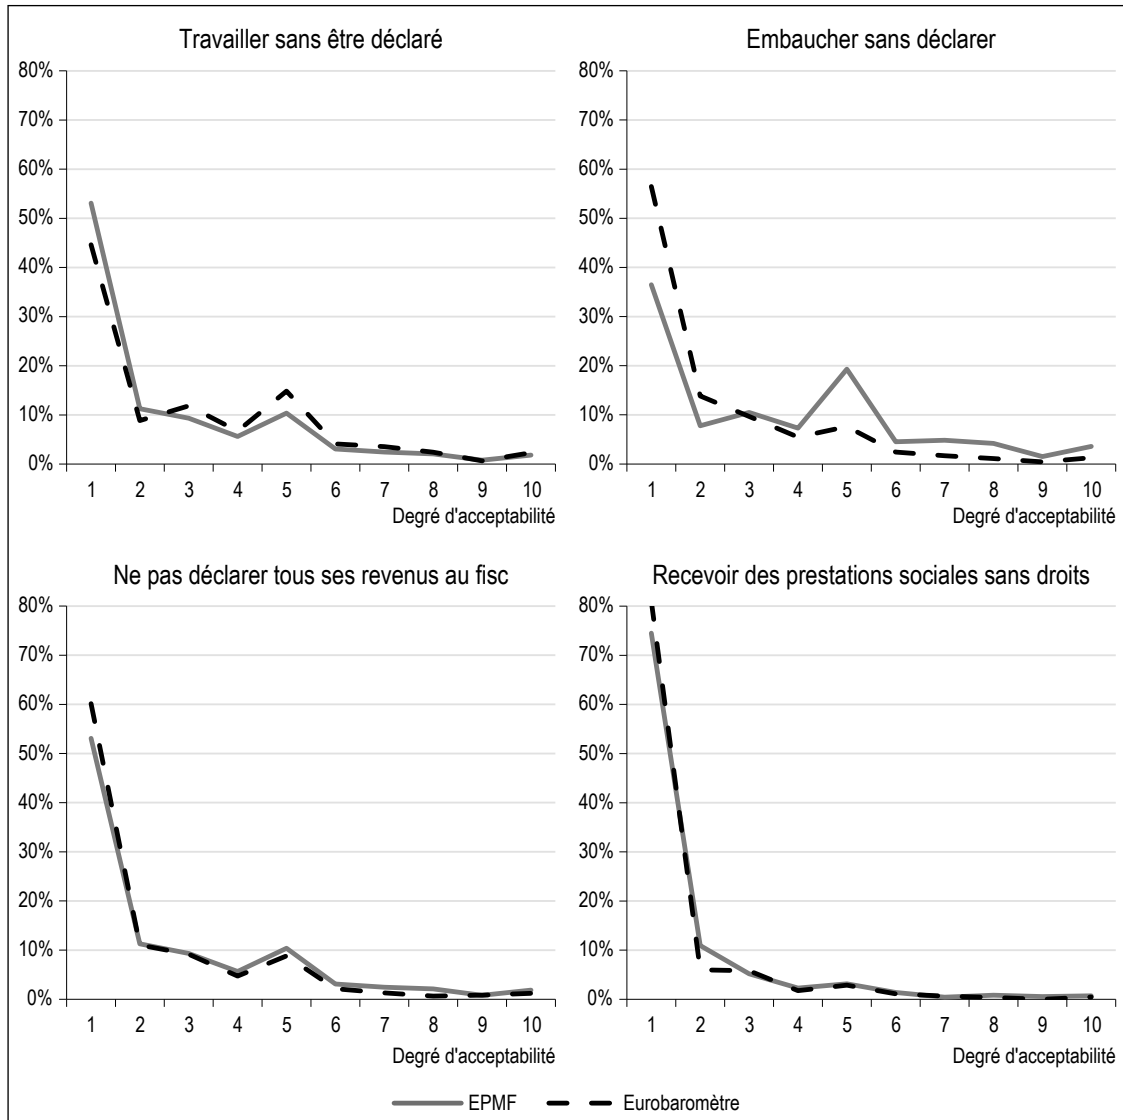 Travailler sans être déclaré
80%
70%
60%
50%
40%
30%
20%
10%
0%
1 2 3 4 5 6 7 8 9 10
Degré d'acceptabilité
Embaucher sans déclarer
80%
70%
60%
50%
40%
30%
20%
10%
0%
1 2 3 4 5 6 7 8 9 10
Degré d'acceptabilité
Ne pas déclarer tous ses revenus au fisc
80%
70%
60%
50%
40%
30%
20%
10%
0%
1 2 3 4 5 6 7 8 9 10
Degré d'acceptabilité
Recevoir des prestations sociales sans droits
80%
70%
60%
50%
40%
30%
20%
10%
0%
1 2 3 4 5 6 7 8 9 10
Degré d'acceptabilité
EPMF Eurobaromètre